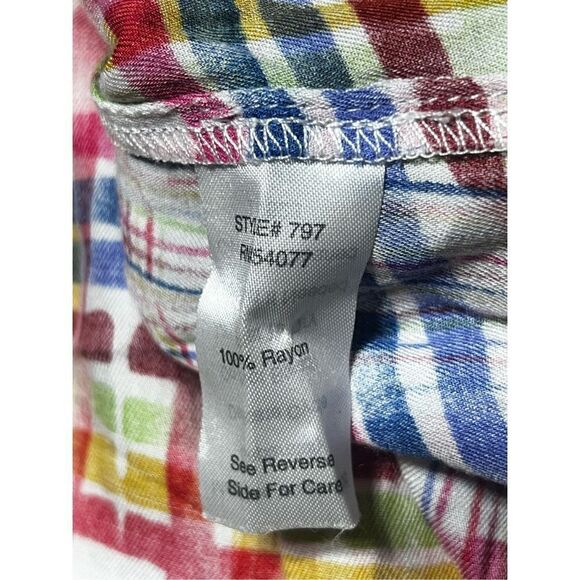 STYLE# 797
RN54077
100% Rayon
See Reverse
Side For Care